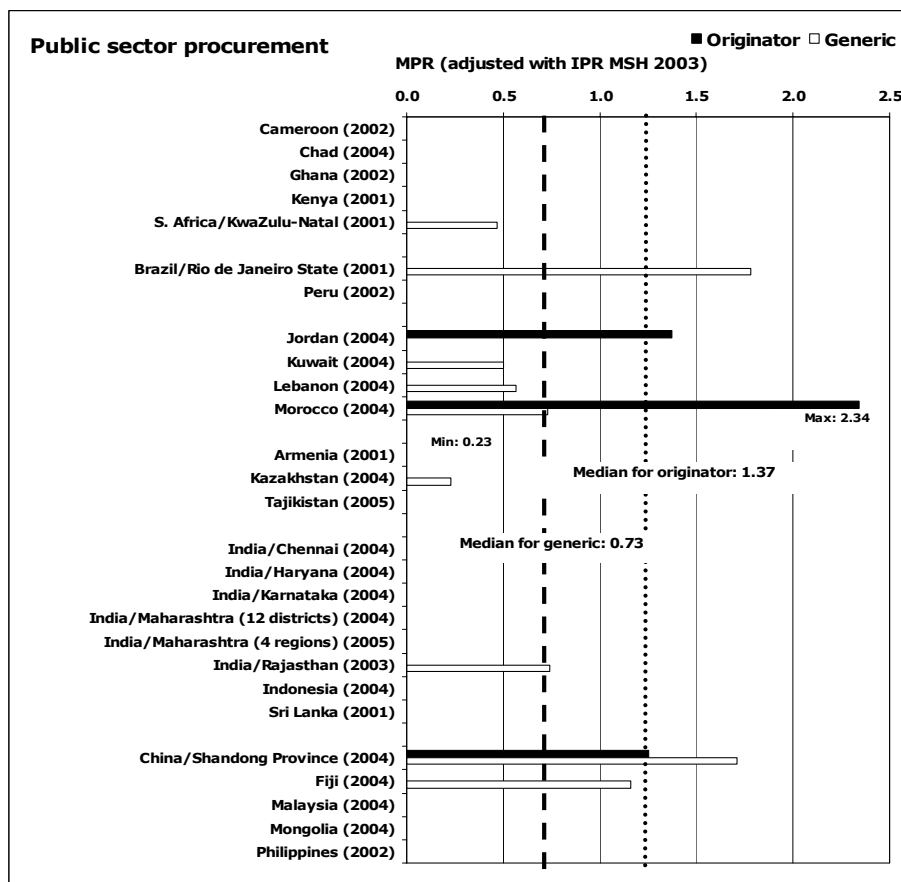 Public sector procurement
Originator Generic
MPR (adjusted with IPR MSH 2003)
0.0 0.5 1.0 1.5 2.0 2.5
Cameroon (2002)
Chad (2004)
Ghana (2002)
Kenya (2001)
S. Africa/KwaZulu-Natal (2001)
Brazil/Rio de Janeiro State (2001)
Peru (2002)
Jordan (2004)
Kuwait (2004)
Lebanon (2004)
Morocco (2004)
Max: 2.34
Min: 0.23
Armenia (2001)
Median for originator: 1.37
Kazakhstan (2004)
Tajikistan (2005)
Median for generic: 0.73
India/Chennai (2004)
India/Haryana (2004)
India/Karnataka (2004)
India/Maharashtra (12 districts) (2004)
India/Maharashtra (4 regions) (2005)
India/Rajasthan (2003)
Indonesia (2004)
Sri Lanka (2001)
China/Shandong Province (2004)
Fiji (2004)
Malaysia (2004)
Mongolia (2004)
Philippines (2002)